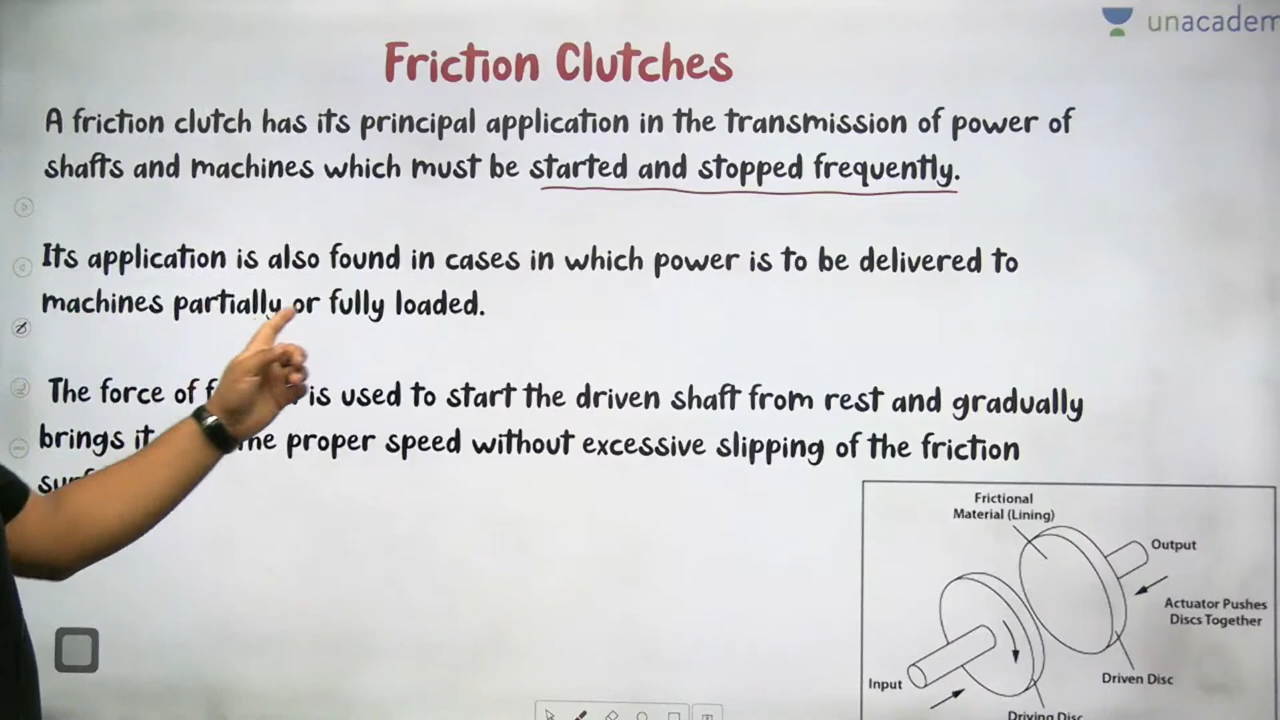 unacadem
Friction Clutches
A friction clutch has its principal application in the transmission of power of
shafts and machines which must be started and stopped frequently.
Its application is also found in cases in which power is to be delivered to
machines partially or fully loaded.
The force of is used to start the driven shaft from rest and gradually
brings it proper speed without excessive slipping of the friction
Frictional
Material (Lining)
Output
Actuator Pushes
Discs Together
Driven Disc
Input
Driving Disc